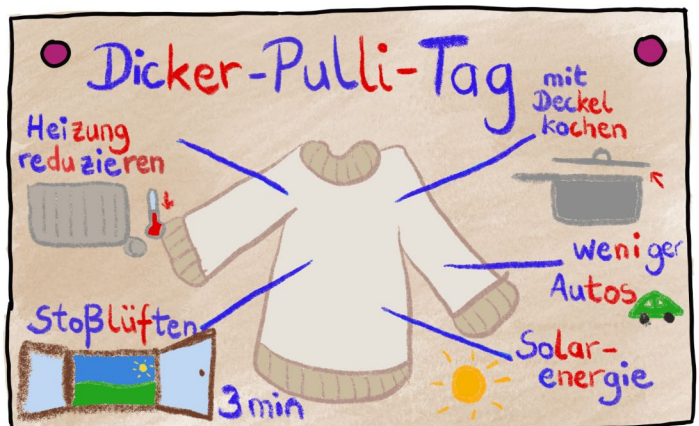 Dicker-Pulli-Tag
Heizung
reduzieren
mit
Deckel
kochen
weniger
Autos
Stoßlüften
3 min
Solar-
energie